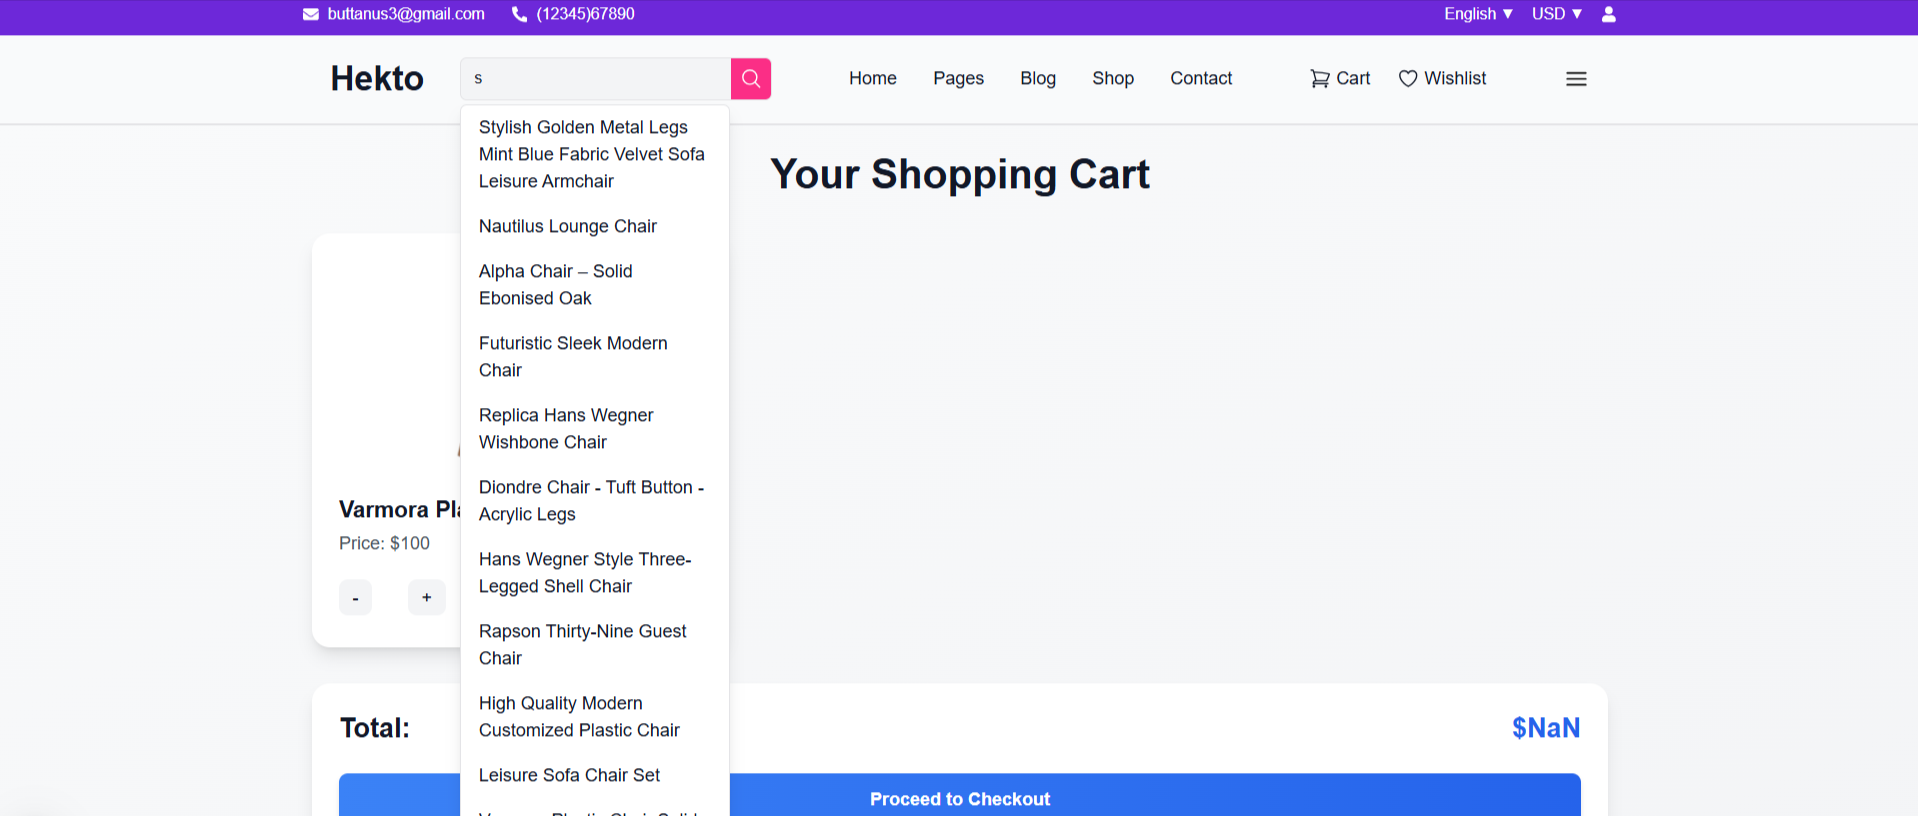 buttanus3@gmail.com (12345)67890 English ▼ USD ▼
Hekto s Home Pages Blog Shop Contact Cart Wishlist
Your Shopping Cart
Stylish Golden Metal Legs
Mint Blue Fabric Velvet Sofa
Leisure Armchair
Nautilus Lounge Chair
Alpha Chair – Solid
Ebonised Oak
Futuristic Sleek Modern
Chair
Replica Hans Wegner
Wishbone Chair
Diondre Chair - Tuft Button -
Acrylic Legs
Hans Wegner Style Three-
Legged Shell Chair
Rapson Thirty-Nine Guest
Chair
High Quality Modern
Customized Plastic Chair
Leisure Sofa Chair Set
Varmora
Price: $100
- +
Total: $NaN
Proceed to Checkout